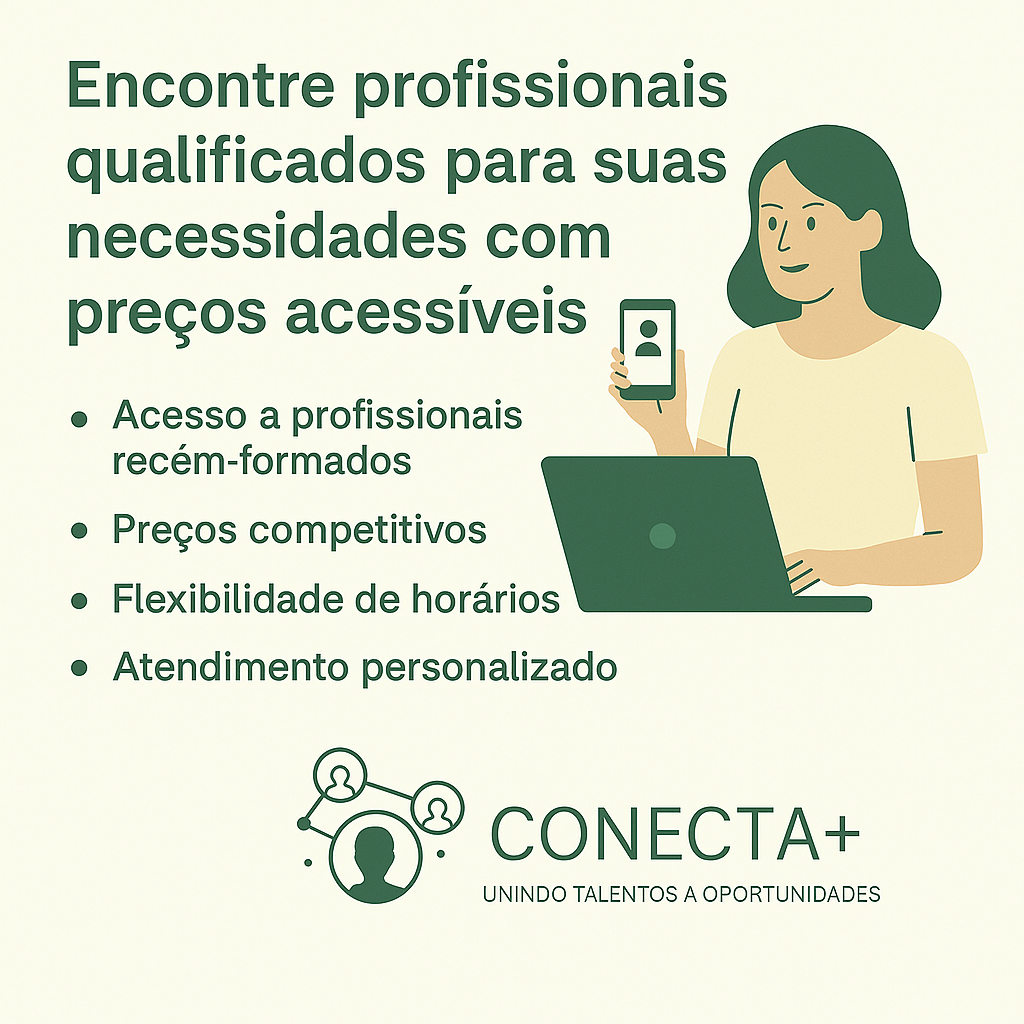 Encontre profissionais
qualificados para suas
necessidades com
preços acessíveis
• Acesso a profissionais
recém-formados
• Preços competitivos
• Flexibilidade de horários
• Atendimento personalizado
CONECTA+
UNINDO TALENTOS A OPORTUNIDADES